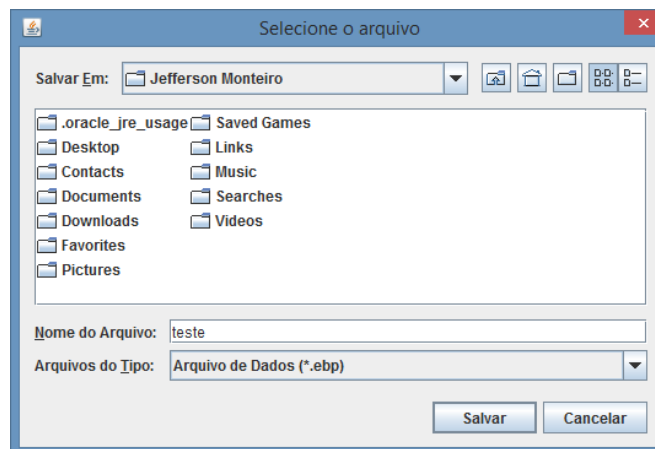 Selecione o arquivo
Salvar Em: Jefferson Monteiro
.oracle_jre_usage Saved Games
Desktop Links
Contacts Music
Documents Searches
Downloads Videos
Favorites
Pictures
Nome do Arquivo: teste
Arquivos do Tipo: Arquivo de Dados (*.ebp)
Salvar Cancelar